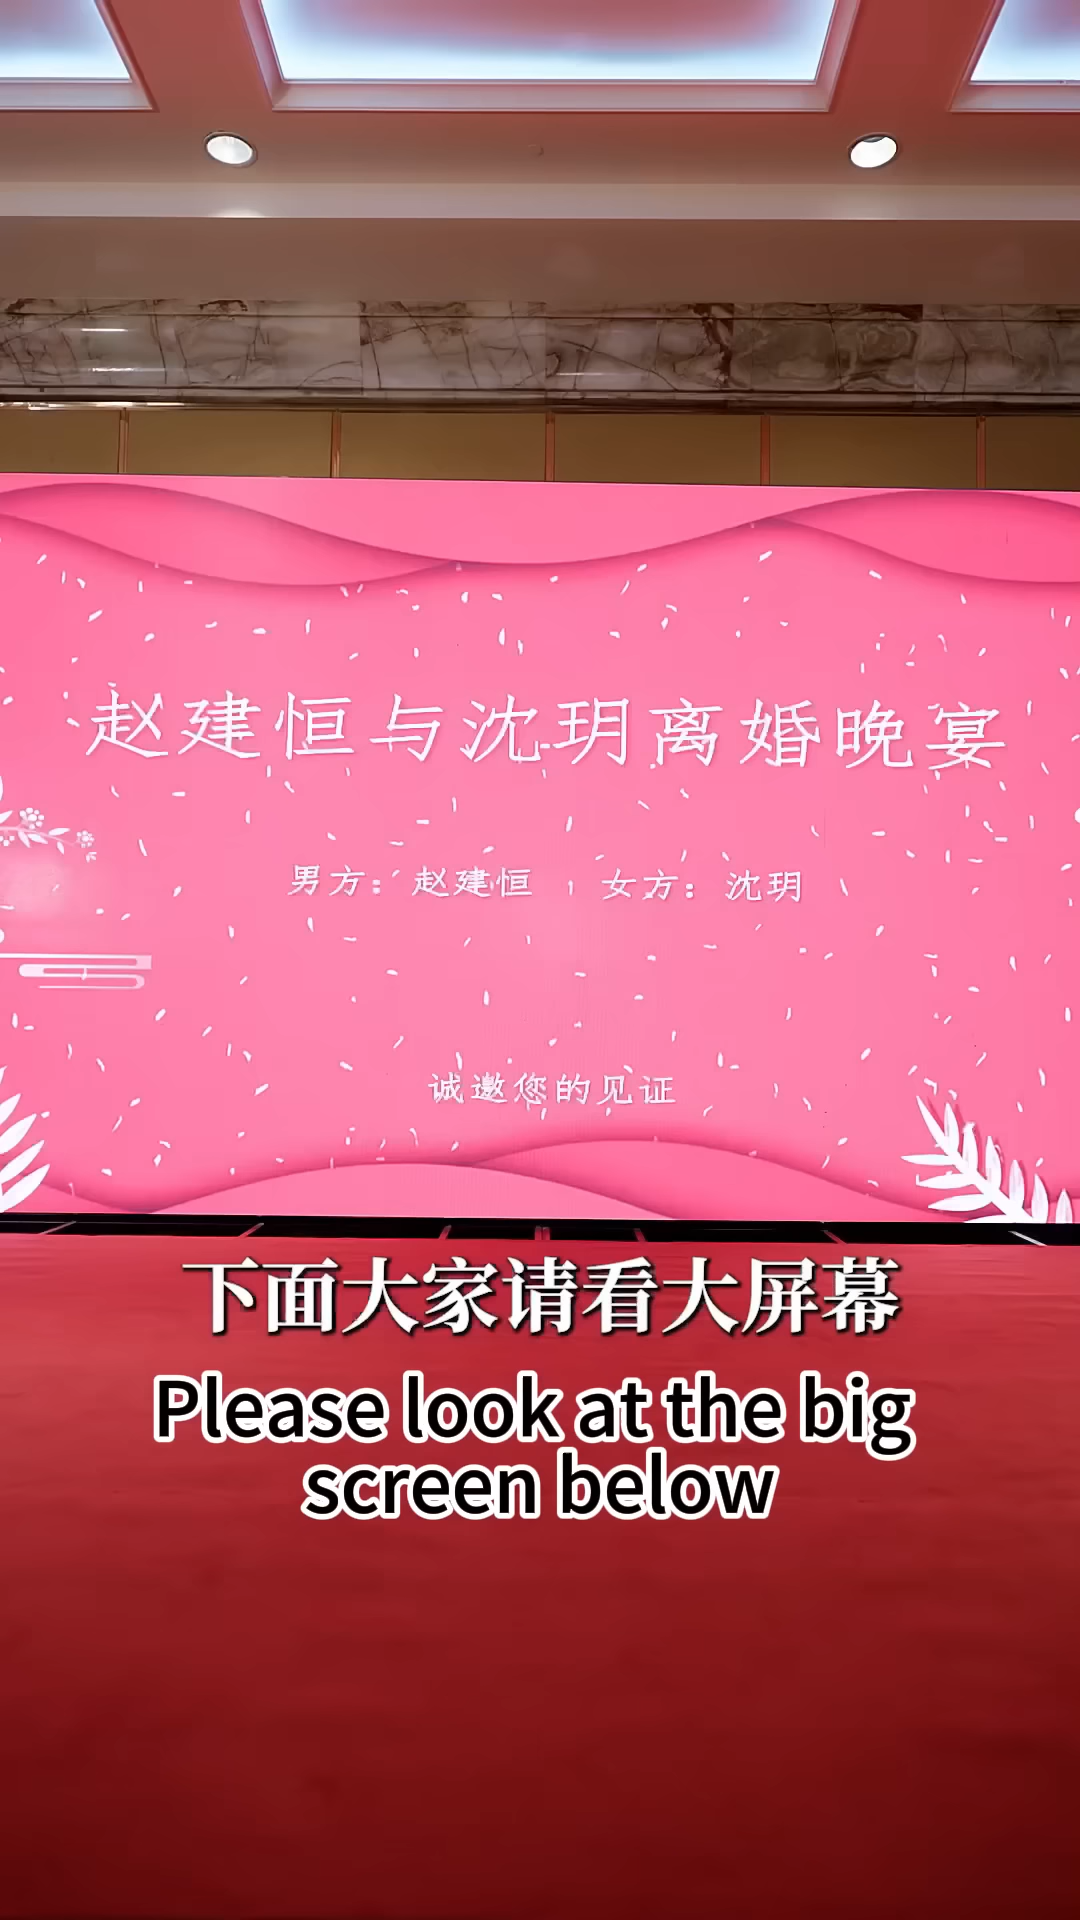 赵建恒与沈玥离婚晚宴
男方：赵建恒 女方：沈玥
诚邀您的见证
下面大家请看大屏幕
Please look at the big
screen below